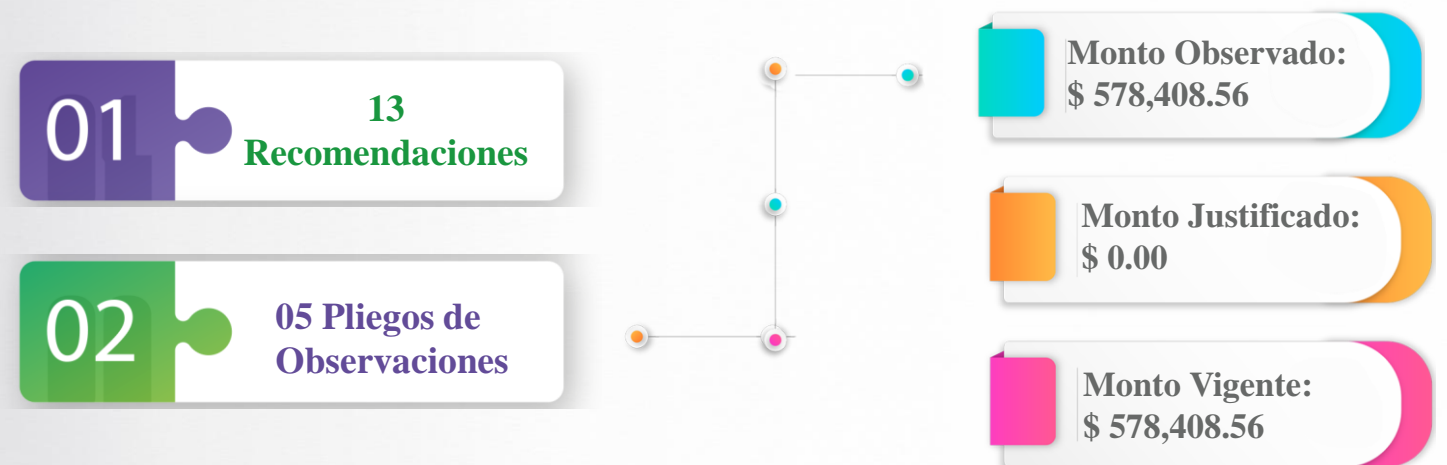 01
13
Recomendaciones
02
05 Pliegos de
Observaciones
Monto Observado:
$ 578,408.56
Monto Justificado:
$ 0.00
Monto Vigente:
$ 578,408.56